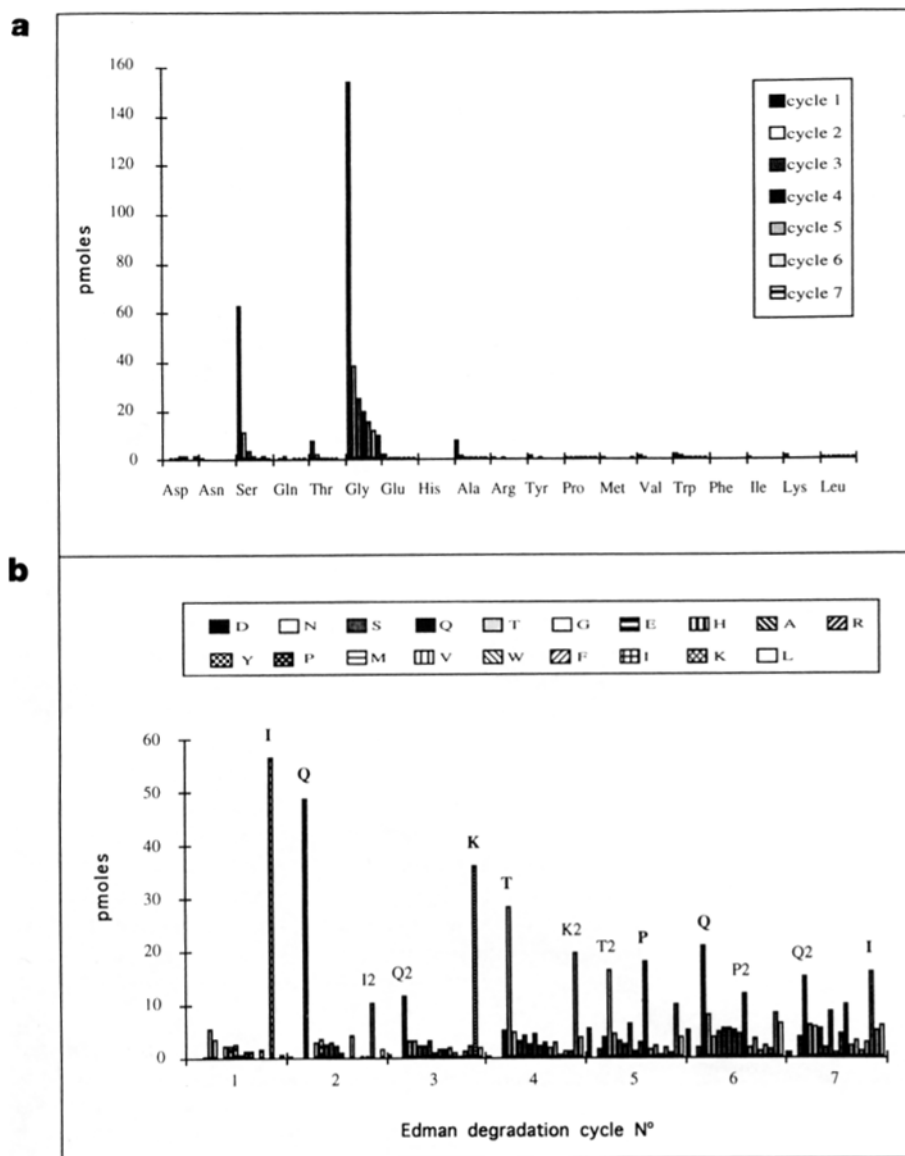 a
160
140
120
100
80
60
40
20
0
pmoles
cycle 1
cycle 2
cycle 3
cycle 4
cycle 5
cycle 6
cycle 7
Asp Asn Ser Gln Thr Gly Glu His Ala Arg Tyr Pro Met Val Trp Phe Ile Lys Leu
b
D N S Q T G E H A R
Y P M V W F I K L
60
50
40
30
20
10
0
pmoles
I
Q
I2
Q2
K
T
K2
T2
P
Q
P2
Q2
I
1 2 3 4 5 6 7
Edman degradation cycle N°